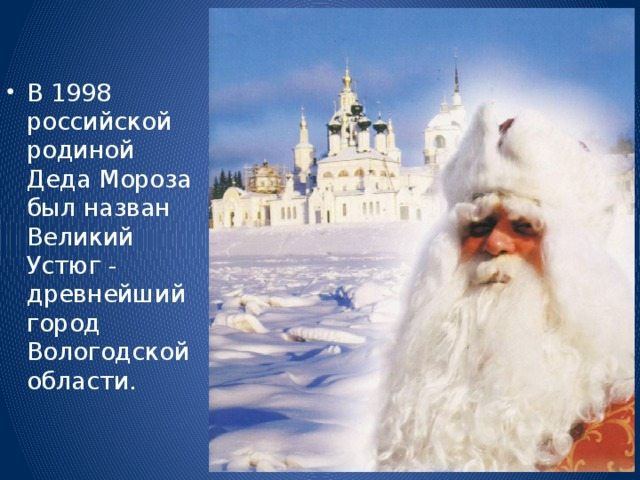 • В 1998
российской
родиной
Деда Мороза
был назван
Великий
Устюг -
древнейший
город
Вологодской
области.